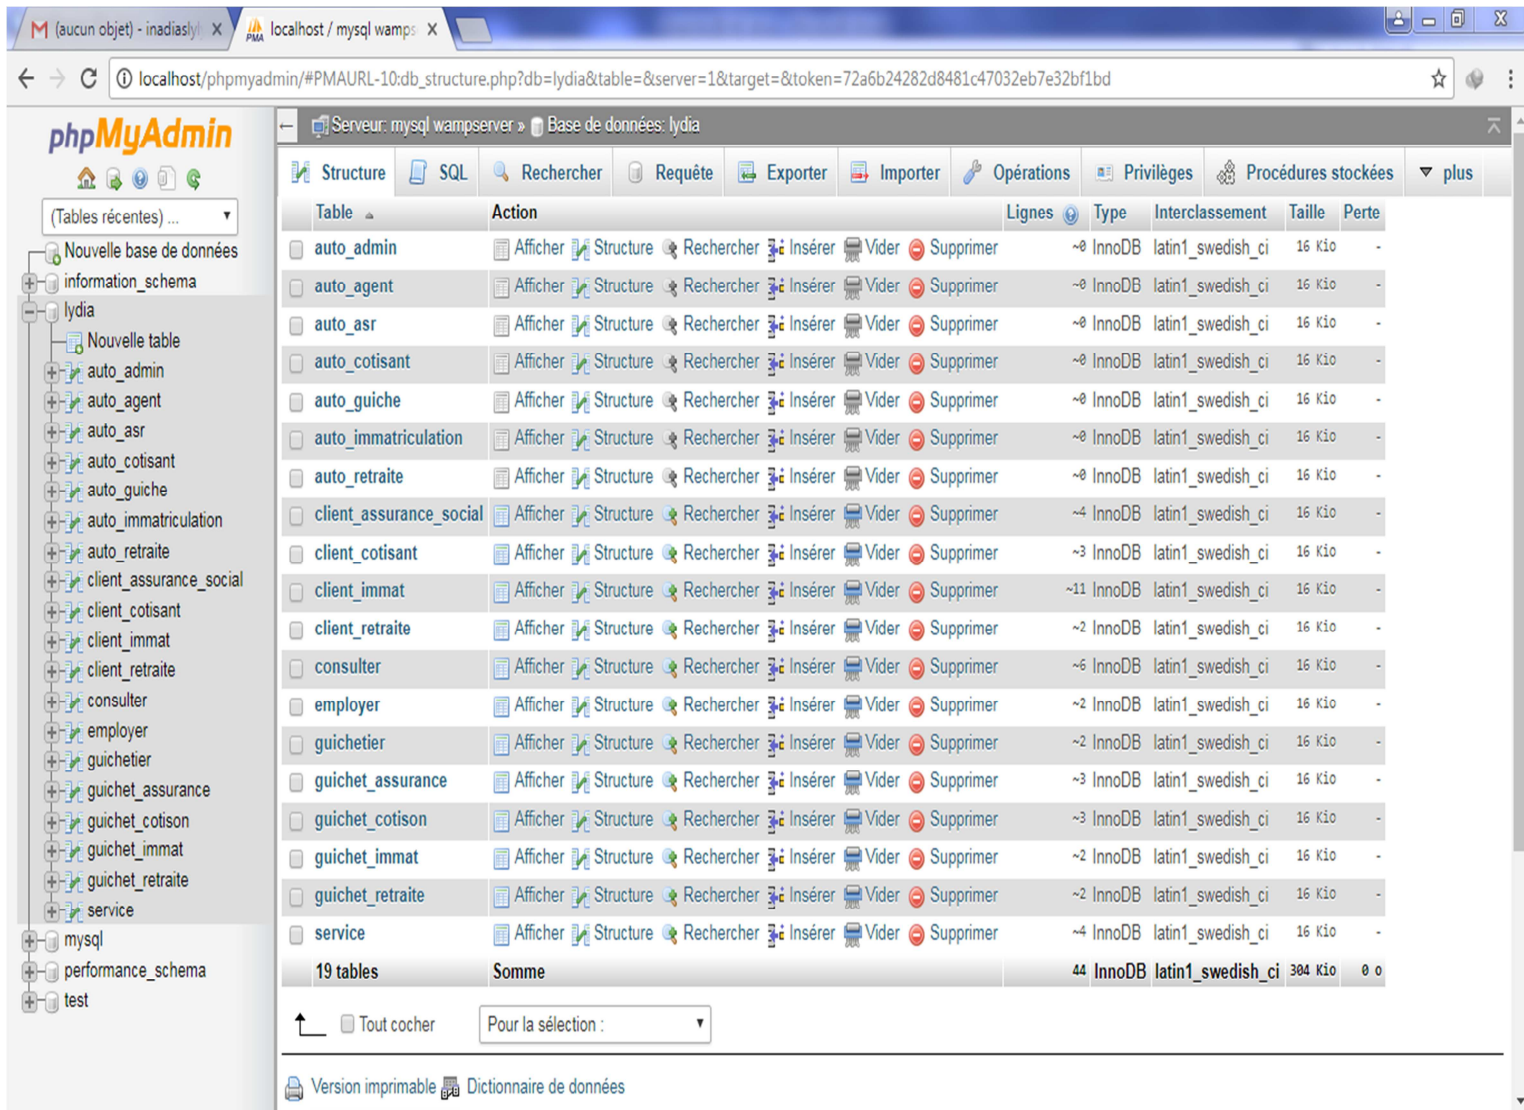 (aucun objet) - inadiasly
localhost / mysql wamps
localhost/phpmyadmin/#PMAURL-10:db_structure.php?db=lydia&table=&server=1&target=&token=72a6b24282d8481c47032eb7e32bf1bd
phpMyAdmin
(Tables récentes) ...
Nouvelle base de données
information_schema
lydia
Nouvelle table
auto_admin
auto_agent
auto_asr
auto_cotisant
auto_guiche
auto_immatriculation
auto_retraite
client_assurance_social
client_cotisant
client_immat
client_retraite
consulter
employer
guichetier
guichet_assurance
guichet_cotison
guichet_immat
guichet_retraite
service
mysql
performance_schema
test
Serveur: mysql wampserver » Base de données: lydia
Structure SQL Rechercher Requête Exporter Importer Opérations Privilèges Procédures stockées plus
Table Action Lignes Type Interclassement Taille Perte
auto_admin Afficher Structure Rechercher Insérer Vider Supprimer ~0 InnoDB latin1_swedish_ci 16 Kio -
auto_agent Afficher Structure Rechercher Insérer Vider Supprimer ~0 InnoDB latin1_swedish_ci 16 Kio -
auto_asr Afficher Structure Rechercher Insérer Vider Supprimer ~0 InnoDB latin1_swedish_ci 16 Kio -
auto_cotisant Afficher Structure Rechercher Insérer Vider Supprimer ~0 InnoDB latin1_swedish_ci 16 Kio -
auto_guiche Afficher Structure Rechercher Insérer Vider Supprimer ~0 InnoDB latin1_swedish_ci 16 Kio -
auto_immatriculation Afficher Structure Rechercher Insérer Vider Supprimer ~0 InnoDB latin1_swedish_ci 16 Kio -
auto_retraite Afficher Structure Rechercher Insérer Vider Supprimer ~0 InnoDB latin1_swedish_ci 16 Kio -
client_assurance_social Afficher Structure Rechercher Insérer Vider Supprimer ~4 InnoDB latin1_swedish_ci 16 Kio -
client_cotisant Afficher Structure Rechercher Insérer Vider Supprimer ~3 InnoDB latin1_swedish_ci 16 Kio -
client_immat Afficher Structure Rechercher Insérer Vider Supprimer ~11 InnoDB latin1_swedish_ci 16 Kio -
client_retraite Afficher Structure Rechercher Insérer Vider Supprimer ~2 InnoDB latin1_swedish_ci 16 Kio -
consulter Afficher Structure Rechercher Insérer Vider Supprimer ~6 InnoDB latin1_swedish_ci 16 Kio -
employer Afficher Structure Rechercher Insérer Vider Supprimer ~2 InnoDB latin1_swedish_ci 16 Kio -
guichetier Afficher Structure Rechercher Insérer Vider Supprimer ~2 InnoDB latin1_swedish_ci 16 Kio -
guichet_assurance Afficher Structure Rechercher Insérer Vider Supprimer ~3 InnoDB latin1_swedish_ci 16 Kio -
guichet_cotison Afficher Structure Rechercher Insérer Vider Supprimer ~3 InnoDB latin1_swedish_ci 16 Kio -
guichet_immat Afficher Structure Rechercher Insérer Vider Supprimer ~2 InnoDB latin1_swedish_ci 16 Kio -
guichet_retraite Afficher Structure Rechercher Insérer Vider Supprimer ~2 InnoDB latin1_swedish_ci 16 Kio -
service Afficher Structure Rechercher Insérer Vider Supprimer ~4 InnoDB latin1_swedish_ci 16 Kio -
19 tables Somme 44 InnoDB latin1_swedish_ci 304 Kio 0 o
Tout cocher Pour la sélection :
Version imprimable Dictionnaire de données